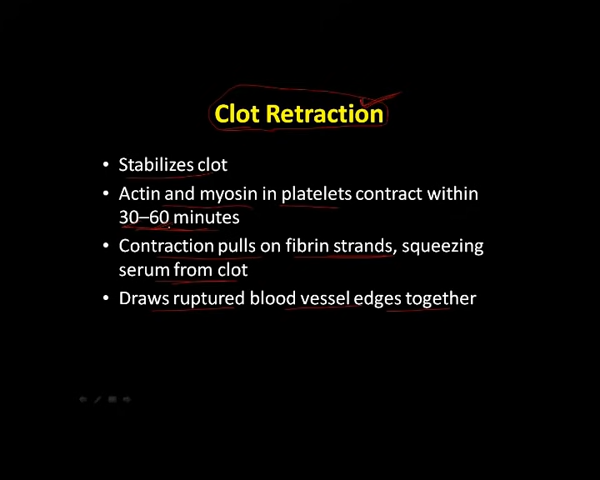 Clot Retraction
• Stabilizes clot
• Actin and myosin in platelets contract within
30–60 minutes
• Contraction pulls on fibrin strands, squeezing
serum from clot
• Draws ruptured blood vessel edges together